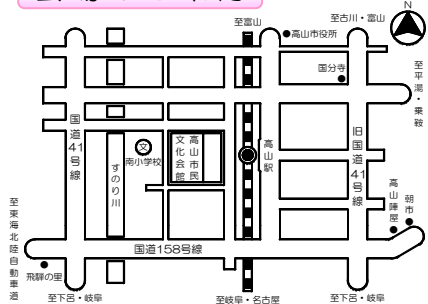 至富山
至古川・富山
N
高山市役所
国分寺
至平湯・乗鞍
国道41号線
文
南小学校
すのり川
高山市民
文化会館
高山駅
旧国道41号線
高山陣屋
朝市
至東海北陸自動車道
国道158号線
飛騨の里
至下呂・岐阜
至岐阜・名古屋
至下呂・岐阜